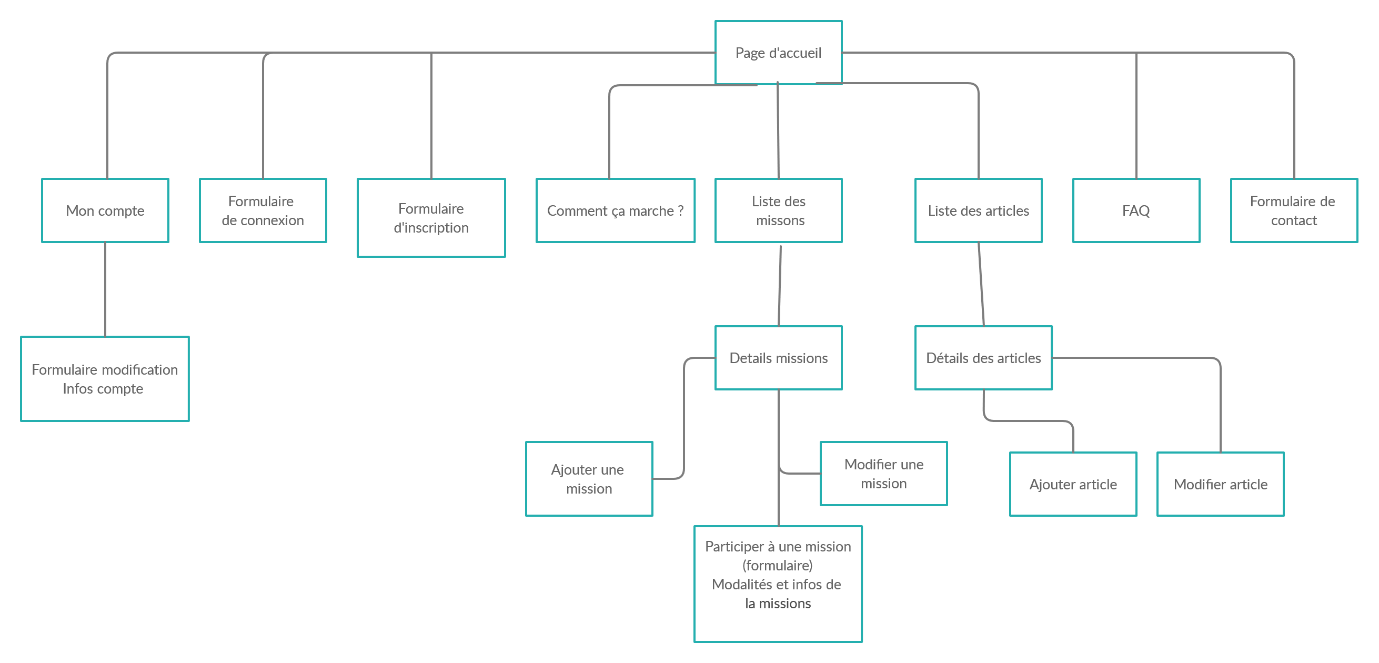 Page d'accueil
Mon compte
Formulaire
de connexion
Formulaire
d'inscription
Comment ça marche ?
Liste des
missons
Liste des articles
FAQ
Formulaire de
contact
Formulaire modification
Infos compte
Details missions
Détails des articles
Ajouter une
mission
Modifier une
mission
Ajouter article
Modifier article
Participer à une mission
(formulaire)
Modalités et infos de
la missions